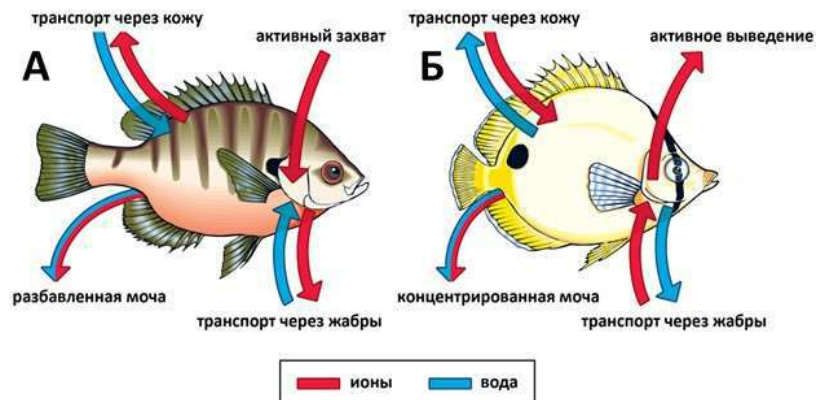 транспорт через кожу
активный захват
А
разбавленная моча
транспорт через жабры
транспорт через кожу
активное выведение
Б
концентрированная моча
транспорт через жабры
ионы
вода